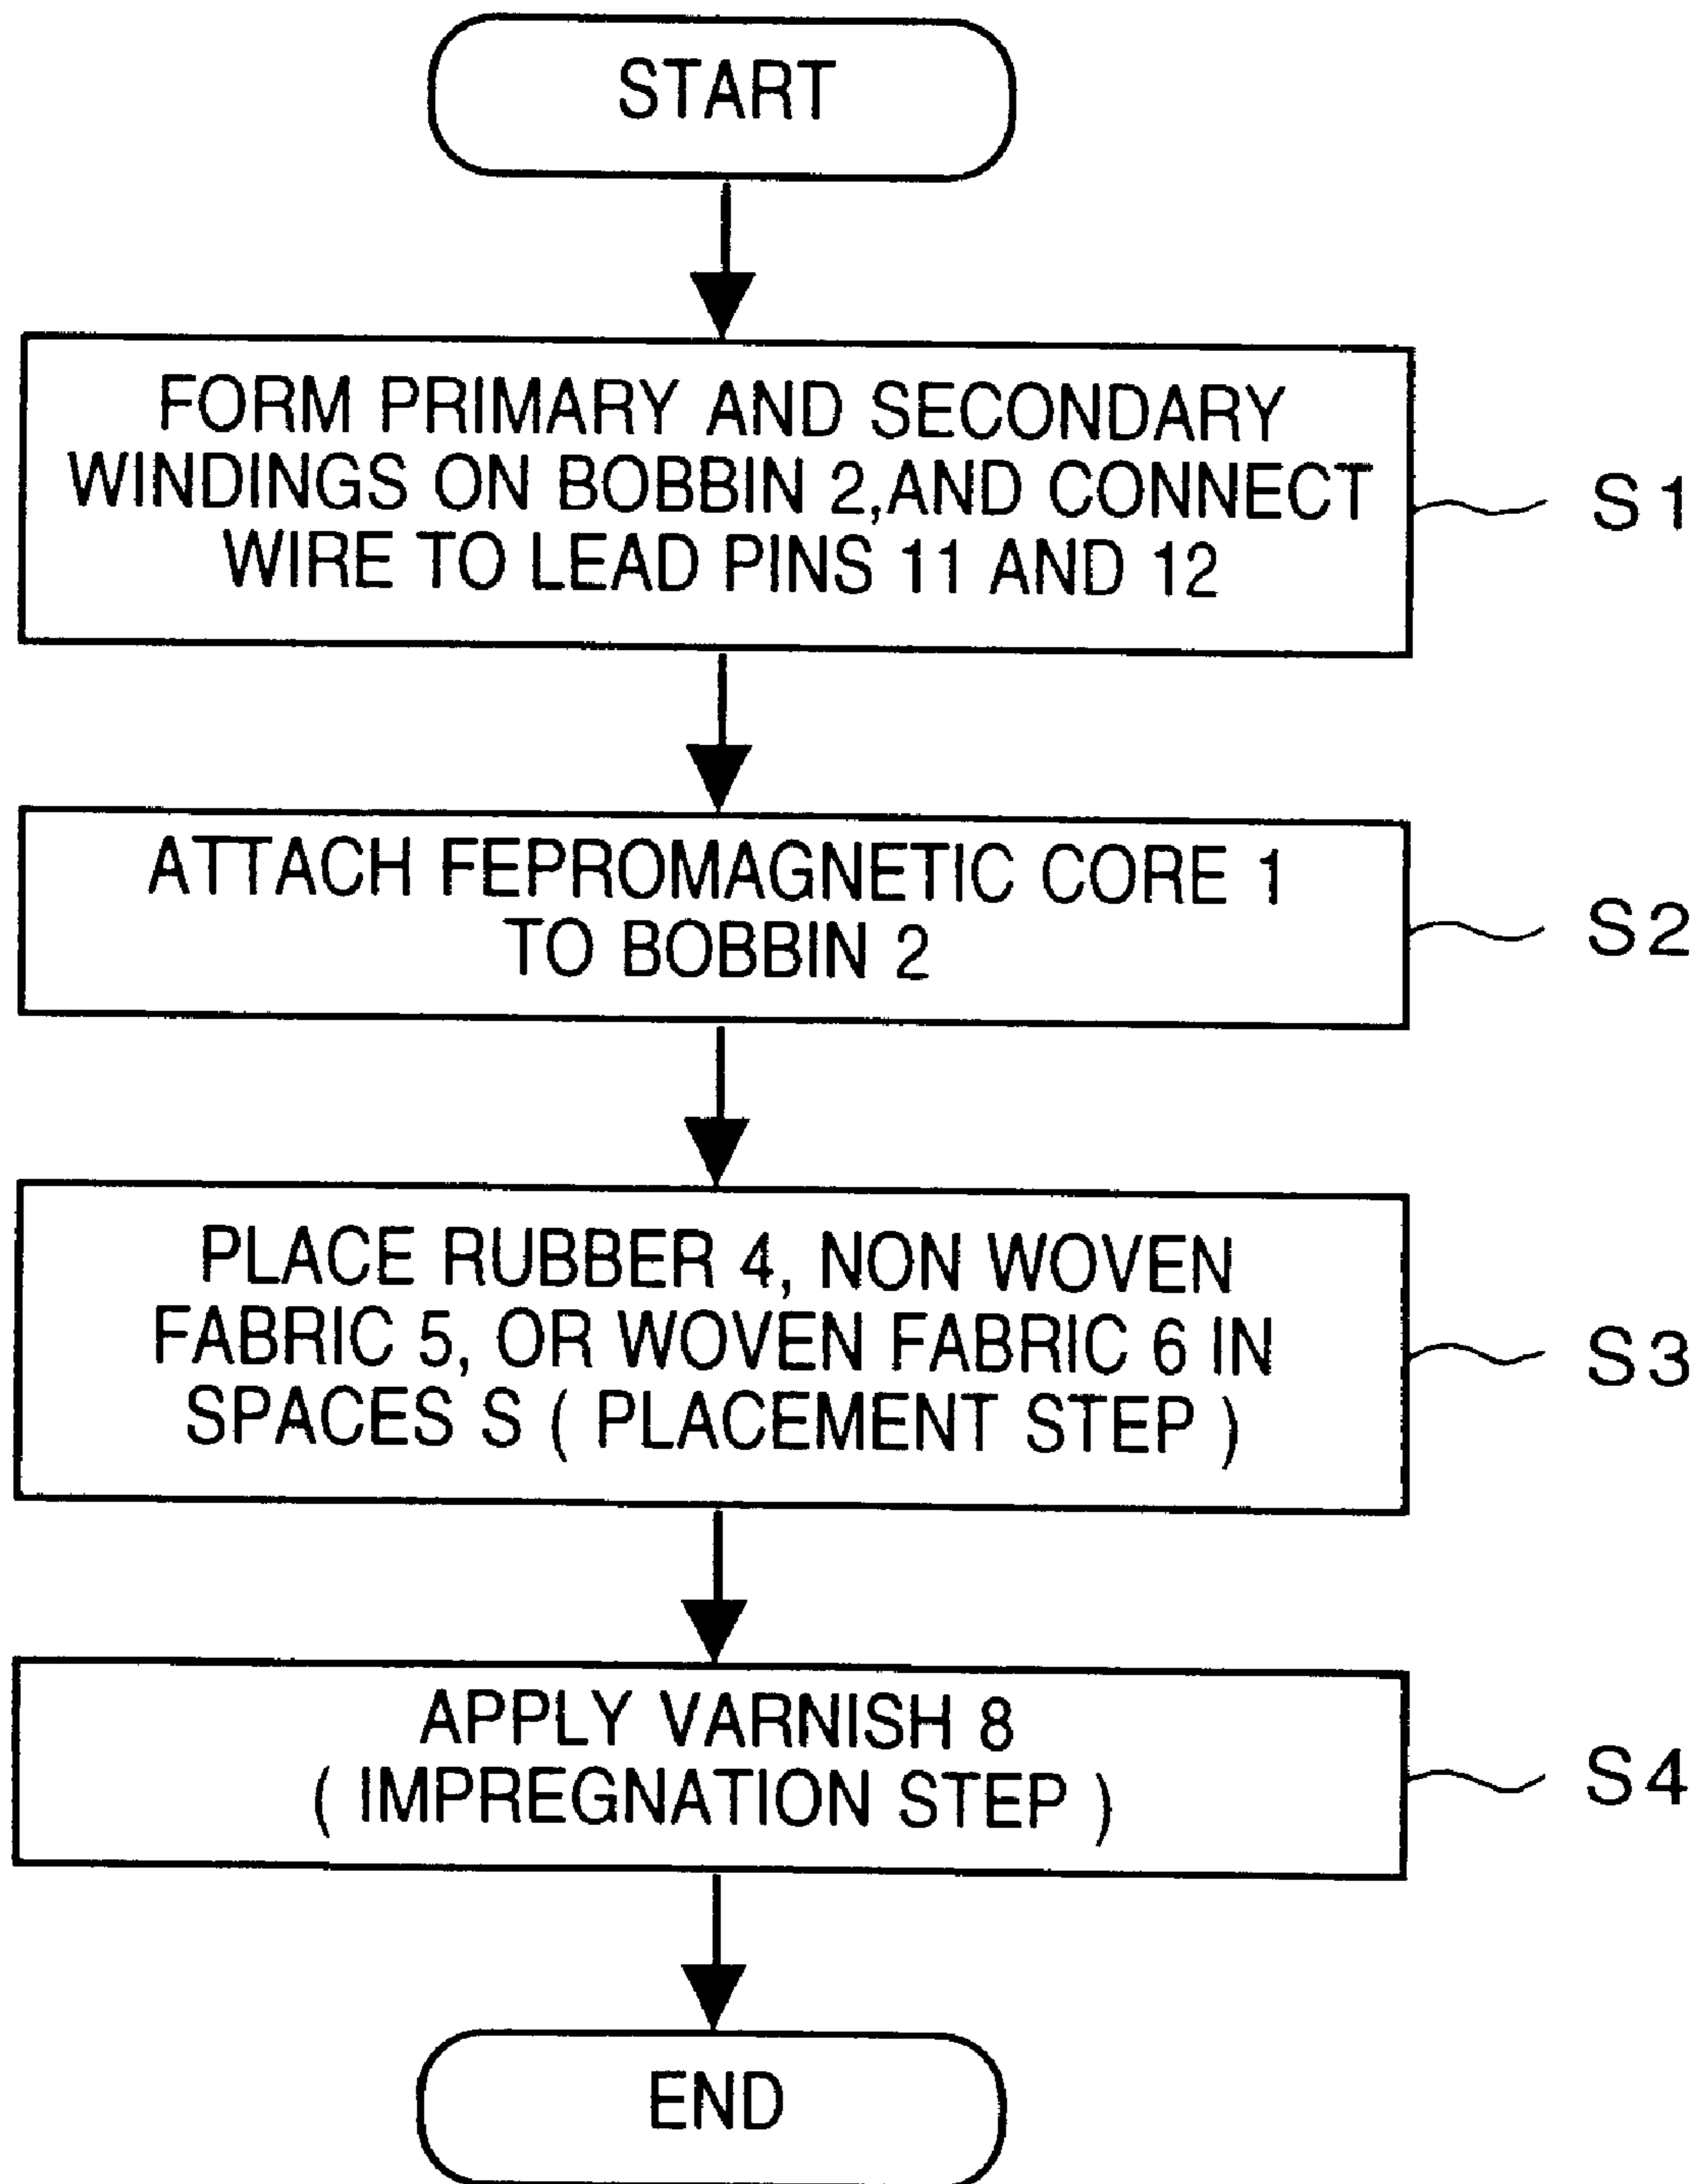 START
FORM PRIMARY AND SECONDARY
WINDINGS ON BOBBIN 2,AND CONNECT
WIRE TO LEAD PINS 11 AND 12
S1
ATTACH FEPROMAGNETIC CORE 1
TO BOBBIN 2
S2
PLACE RUBBER 4, NON WOVEN
FABRIC 5, OR WOVEN FABRIC 6 IN
SPACES S ( PLACEMENT STEP )
S3
APPLY VARNISH 8
( IMPREGNATION STEP )
S4
END